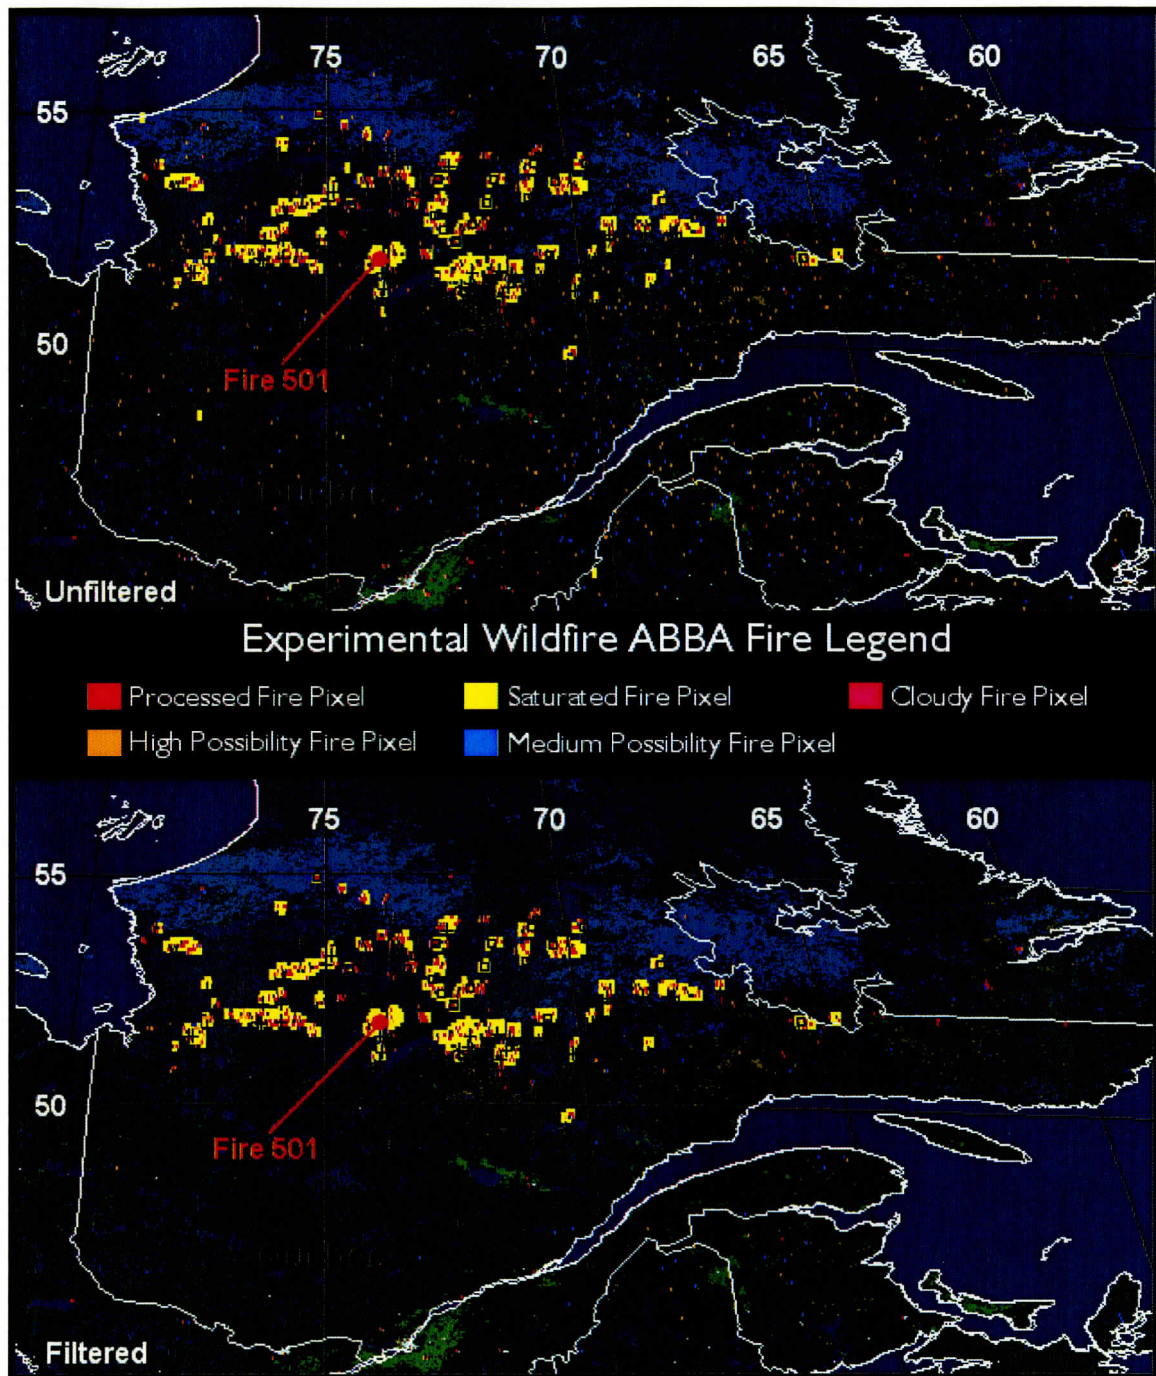 75 70 65 60
55
50
Fire 501
Unfiltered
Experimental Wildfire ABBA Fire Legend
Processed Fire Pixel Saturated Fire Pixel Cloudy Fire Pixel
High Possibility Fire Pixel Medium Possibility Fire Pixel
75 70 65 60
55
50
Fire 501
Filtered